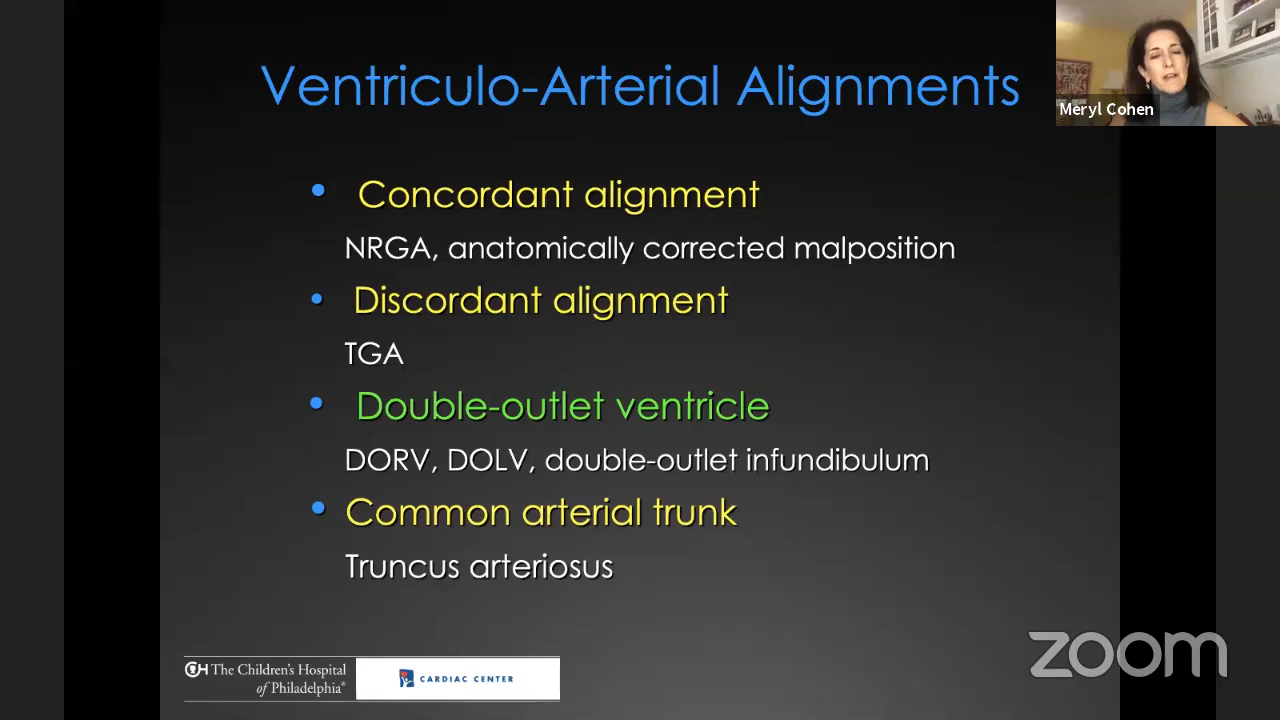 Ventriculo-Arterial Alignments
Meryl Cohen
• Concordant alignment
NRGA, anatomically corrected malposition
• Discordant alignment
TGA
• Double-outlet ventricle
DORV, DOLV, double-outlet infundibulum
• Common arterial trunk
Truncus arteriosus
CH The Children's Hospital
of Philadelphia®
CARDIAC CENTER
zoom